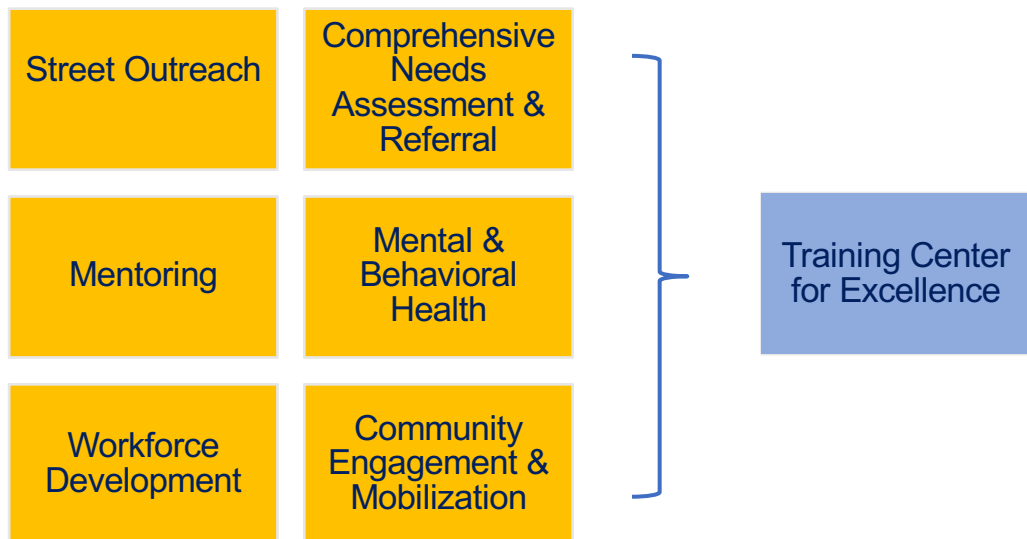 Street Outreach
Comprehensive
Needs
Assessment &
Referral
Mentoring
Mental &
Behavioral
Health
Workforce
Development
Community
Engagement &
Mobilization
Training Center
for Excellence